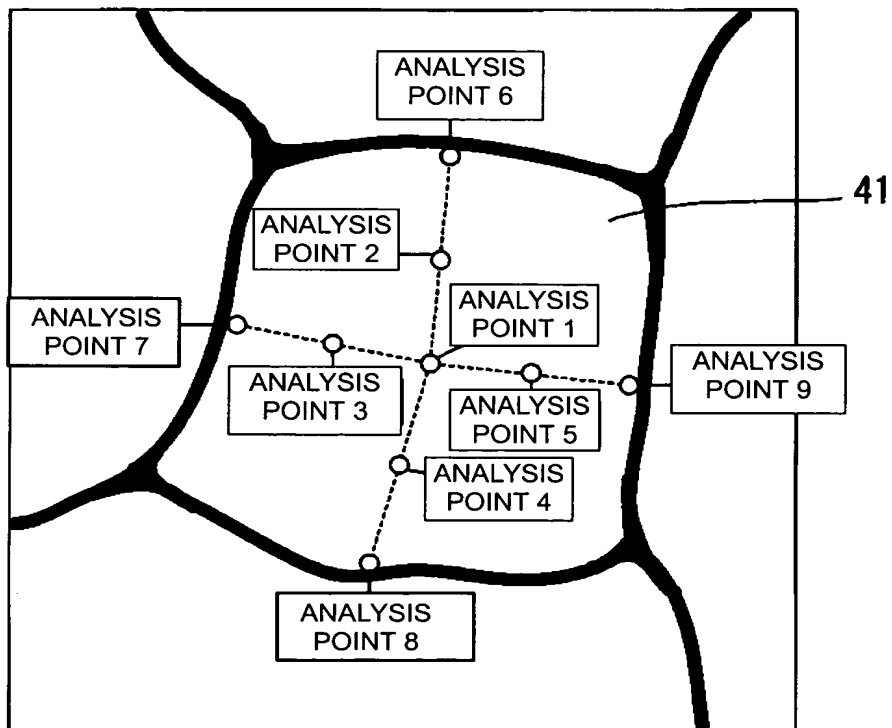 ANALYSIS
POINT 6
41
ANALYSIS
POINT 2
ANALYSIS
POINT 1
ANALYSIS
POINT 7
ANALYSIS
POINT 3
ANALYSIS
POINT 5
ANALYSIS
POINT 9
ANALYSIS
POINT 4
ANALYSIS
POINT 8